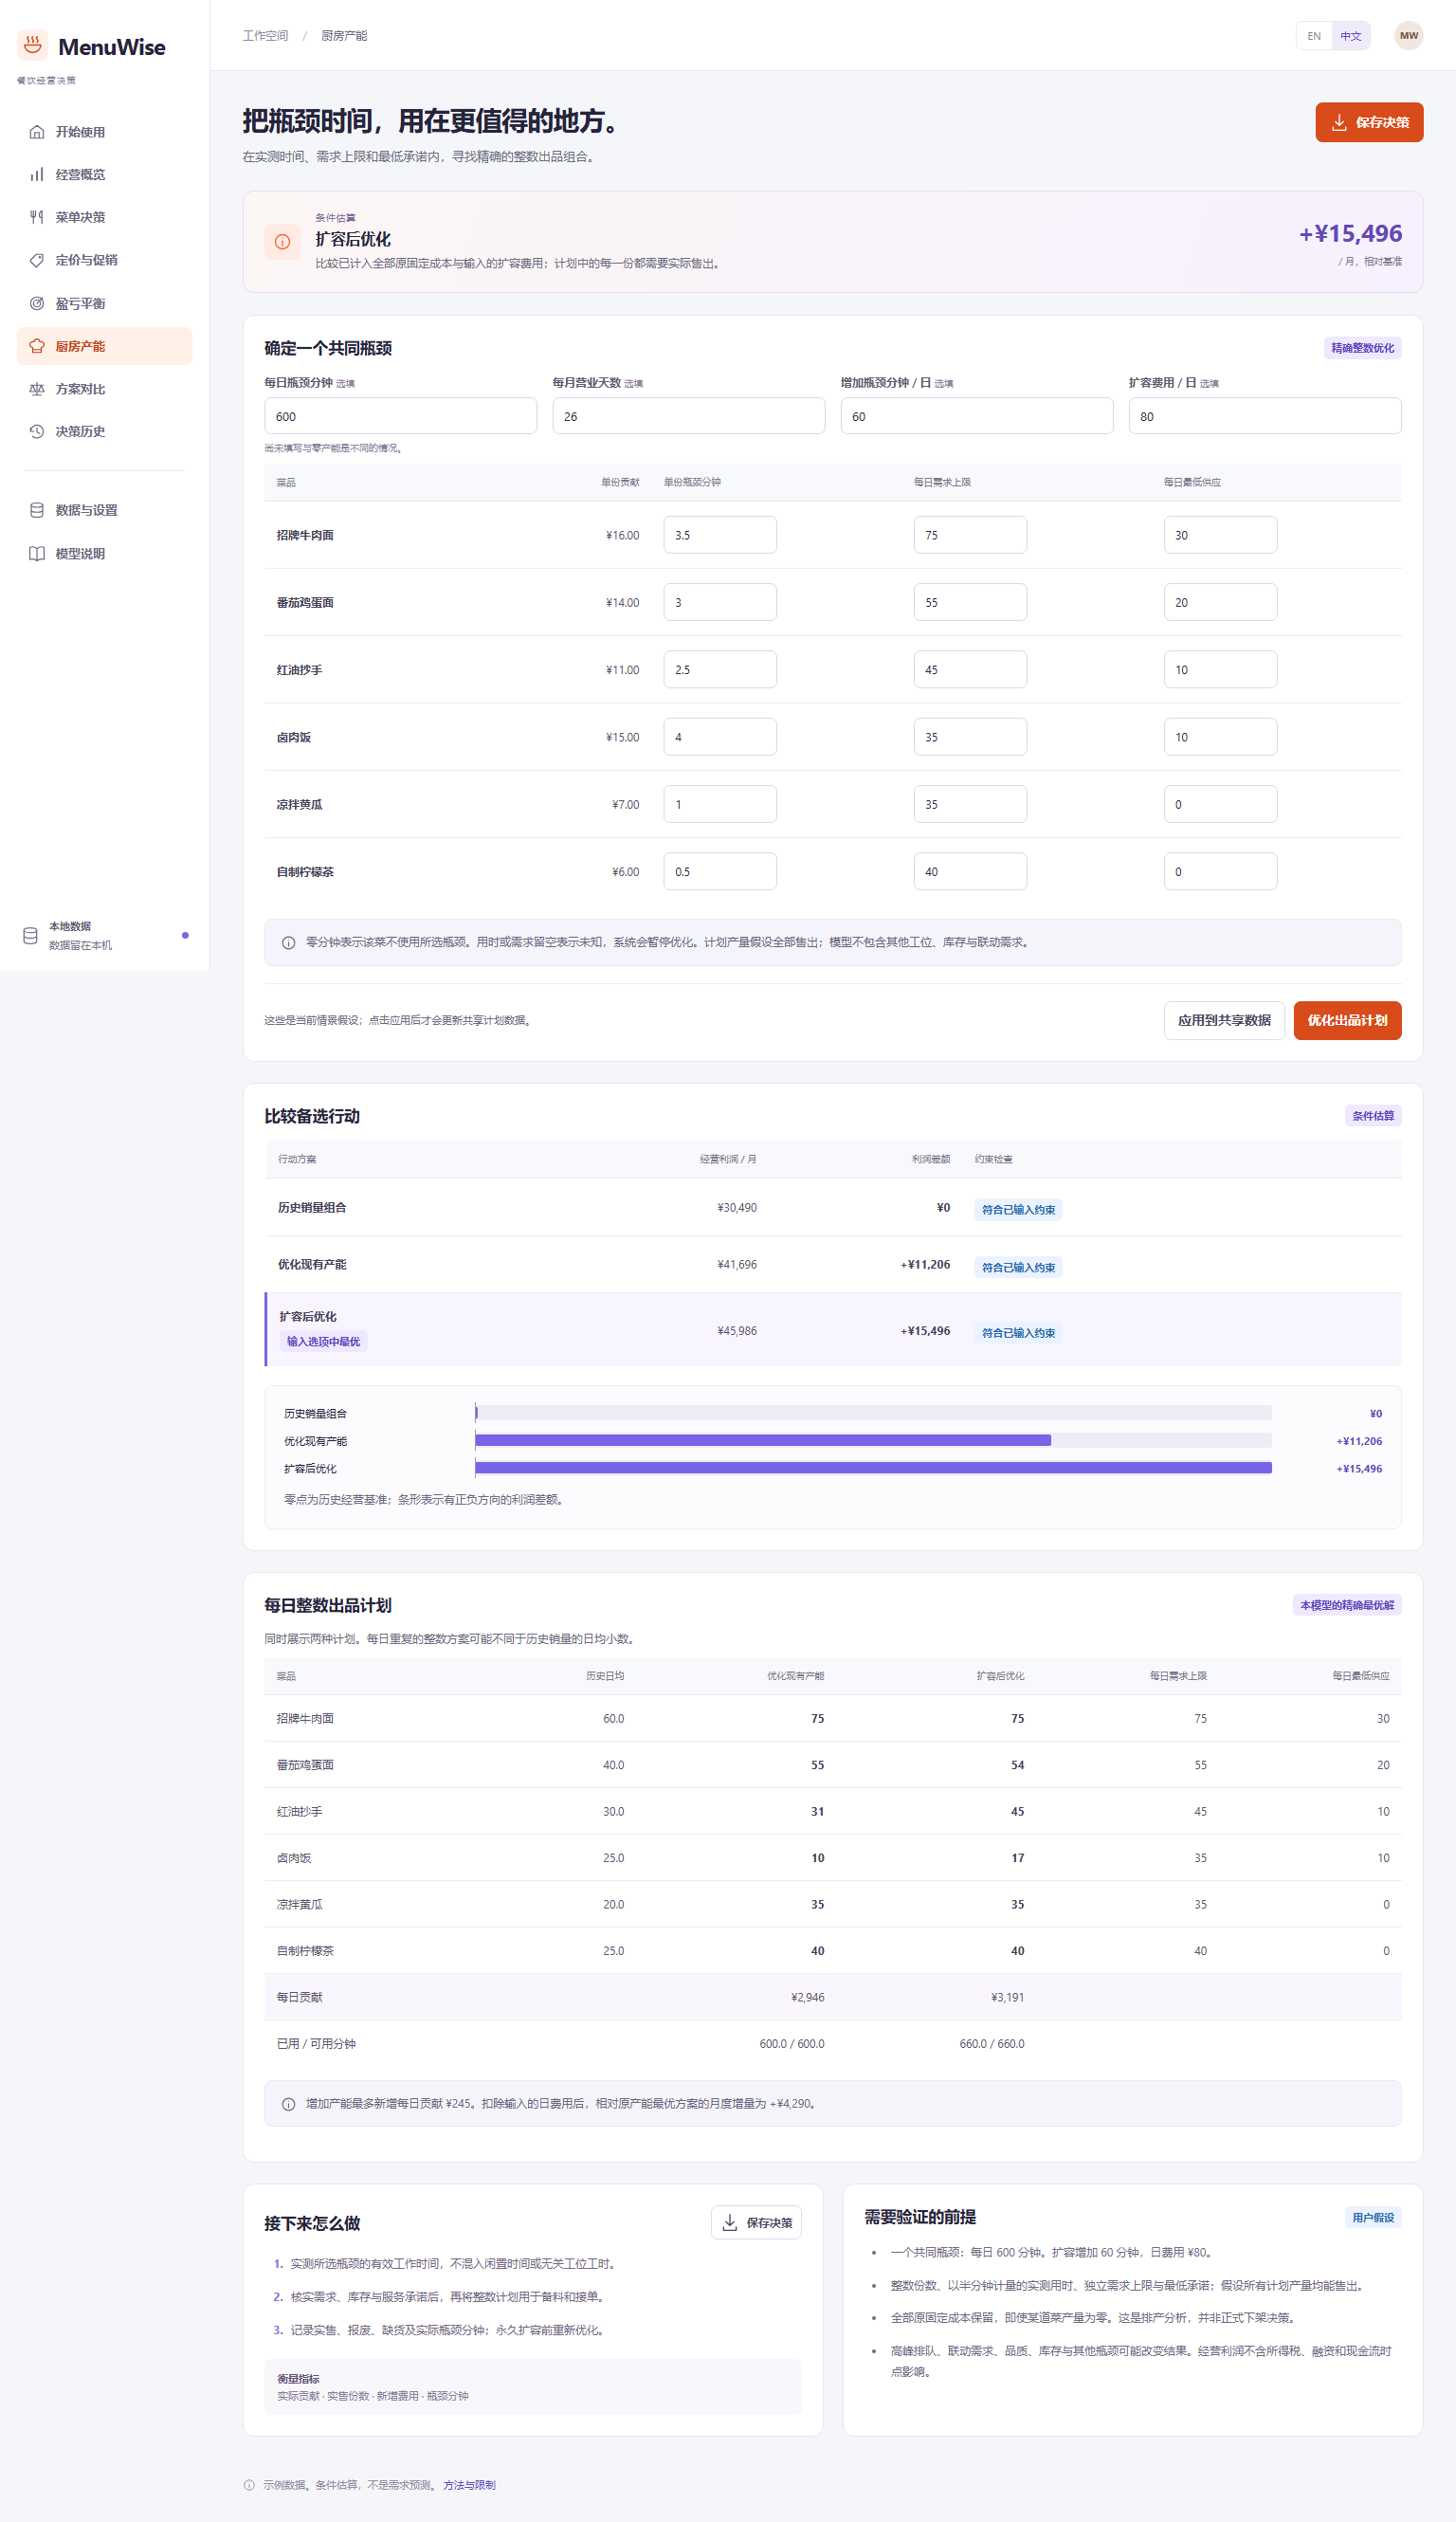 MenuWise
餐饮经营决策
开始使用
经营概览
菜单决策
定价与促销
盈亏平衡
厨房产能
方案对比
决策历史
数据与设置
模型说明
本地数据
数据留在本机
工作空间 / 厨房产能
EN 中文 MW
把瓶颈时间，用在更值得的地方。
保存决策
在实测时间、需求上限和最低承诺内，寻找精确的整数出品组合。
条件估算
扩容后优化
比较已计入全部原固定成本与输入的扩容费用；计划中的每一份都需要实际售出。
+¥15,496
/ 月，相对基准
确定一个共同瓶颈
精确整数优化
每日瓶颈分钟 选填 每月营业天数 选填 增加瓶颈分钟 / 日 选填 扩容费用 / 日 选填
600 26 60 80
尚未填写与零产能是不同的情况。
菜品 单份贡献 单份瓶颈分钟 每日需求上限 每日最低供应
招牌牛肉面 ¥16.00 3.5 75 30
番茄鸡蛋面 ¥14.00 3 55 20
红油抄手 ¥11.00 2.5 45 10
卤肉饭 ¥15.00 4 35 10
凉拌黄瓜 ¥7.00 1 35 0
自制柠檬茶 ¥6.00 0.5 40 0
零分钟表示该菜不使用所选瓶颈。用时或需求留空表示未知，系统会暂停优化。计划产量假设全部售出；模型不包含其他工位、库存与联动需求。
这些是当前情景假设；点击应用后才会更新共享计划数据。
应用到共享数据 优化出品计划
比较备选行动
条件估算
行动方案 经营利润 / 月 利润差额 约束检查
历史销量组合 ¥30,490 ¥0 符合已输入约束
优化现有产能 ¥41,696 +¥11,206 符合已输入约束
扩容后优化
输入选项中最优
¥45,986 +¥15,496 符合已输入约束
历史销量组合 ¥0
优化现有产能 +¥11,206
扩容后优化 +¥15,496
零点为历史经营基准；条形表示有正负方向的利润差额。
每日整数出品计划
本模型的精确最优解
同时展示两种计划。每日重复的整数方案可能不同于历史销量的日均小数。
菜品 历史日均 优化现有产能 扩容后优化 每日需求上限 每日最低供应
招牌牛肉面 60.0 75 75 75 30
番茄鸡蛋面 40.0 55 54 55 20
红油抄手 30.0 31 45 45 10
卤肉饭 25.0 10 17 35 10
凉拌黄瓜 20.0 35 35 35 0
自制柠檬茶 25.0 40 40 40 0
每日贡献 ¥2,946 ¥3,191
已用 / 可用分钟 600.0 / 600.0 660.0 / 660.0
增加产能最多新增每日贡献 ¥245。扣除输入的日费用后，相对原产能最优方案的月度增量为 +¥4,290。
接下来怎么做
保存决策
1. 实测所选瓶颈的有效工作时间，不混入闲置时间或无关工位工时。
2. 核实需求、库存与服务承诺后，再将整数计划用于备料和接单。
3. 记录实售、报废、缺货及实际瓶颈分钟；永久扩容前重新优化。
衡量指标
实际贡献 · 实售份数 · 新增费用 · 瓶颈分钟
需要验证的前提
用户假设
• 一个共同瓶颈：每日 600 分钟。扩容增加 60 分钟，日费用 ¥80。
• 整数份数、以半分钟计量的实测用时、独立需求上限与最低承诺；假设所有计划产量均能售出。
• 全部原固定成本保留，即使某道菜产量为零。这是排产分析，并非正式下架决策。
• 高峰排队、联动需求、品质、库存与其他瓶颈可能改变结果。经营利润不含所得税、融资和现金流时
点影响。
示例数据。条件估算，不是需求预测。 方法与限制